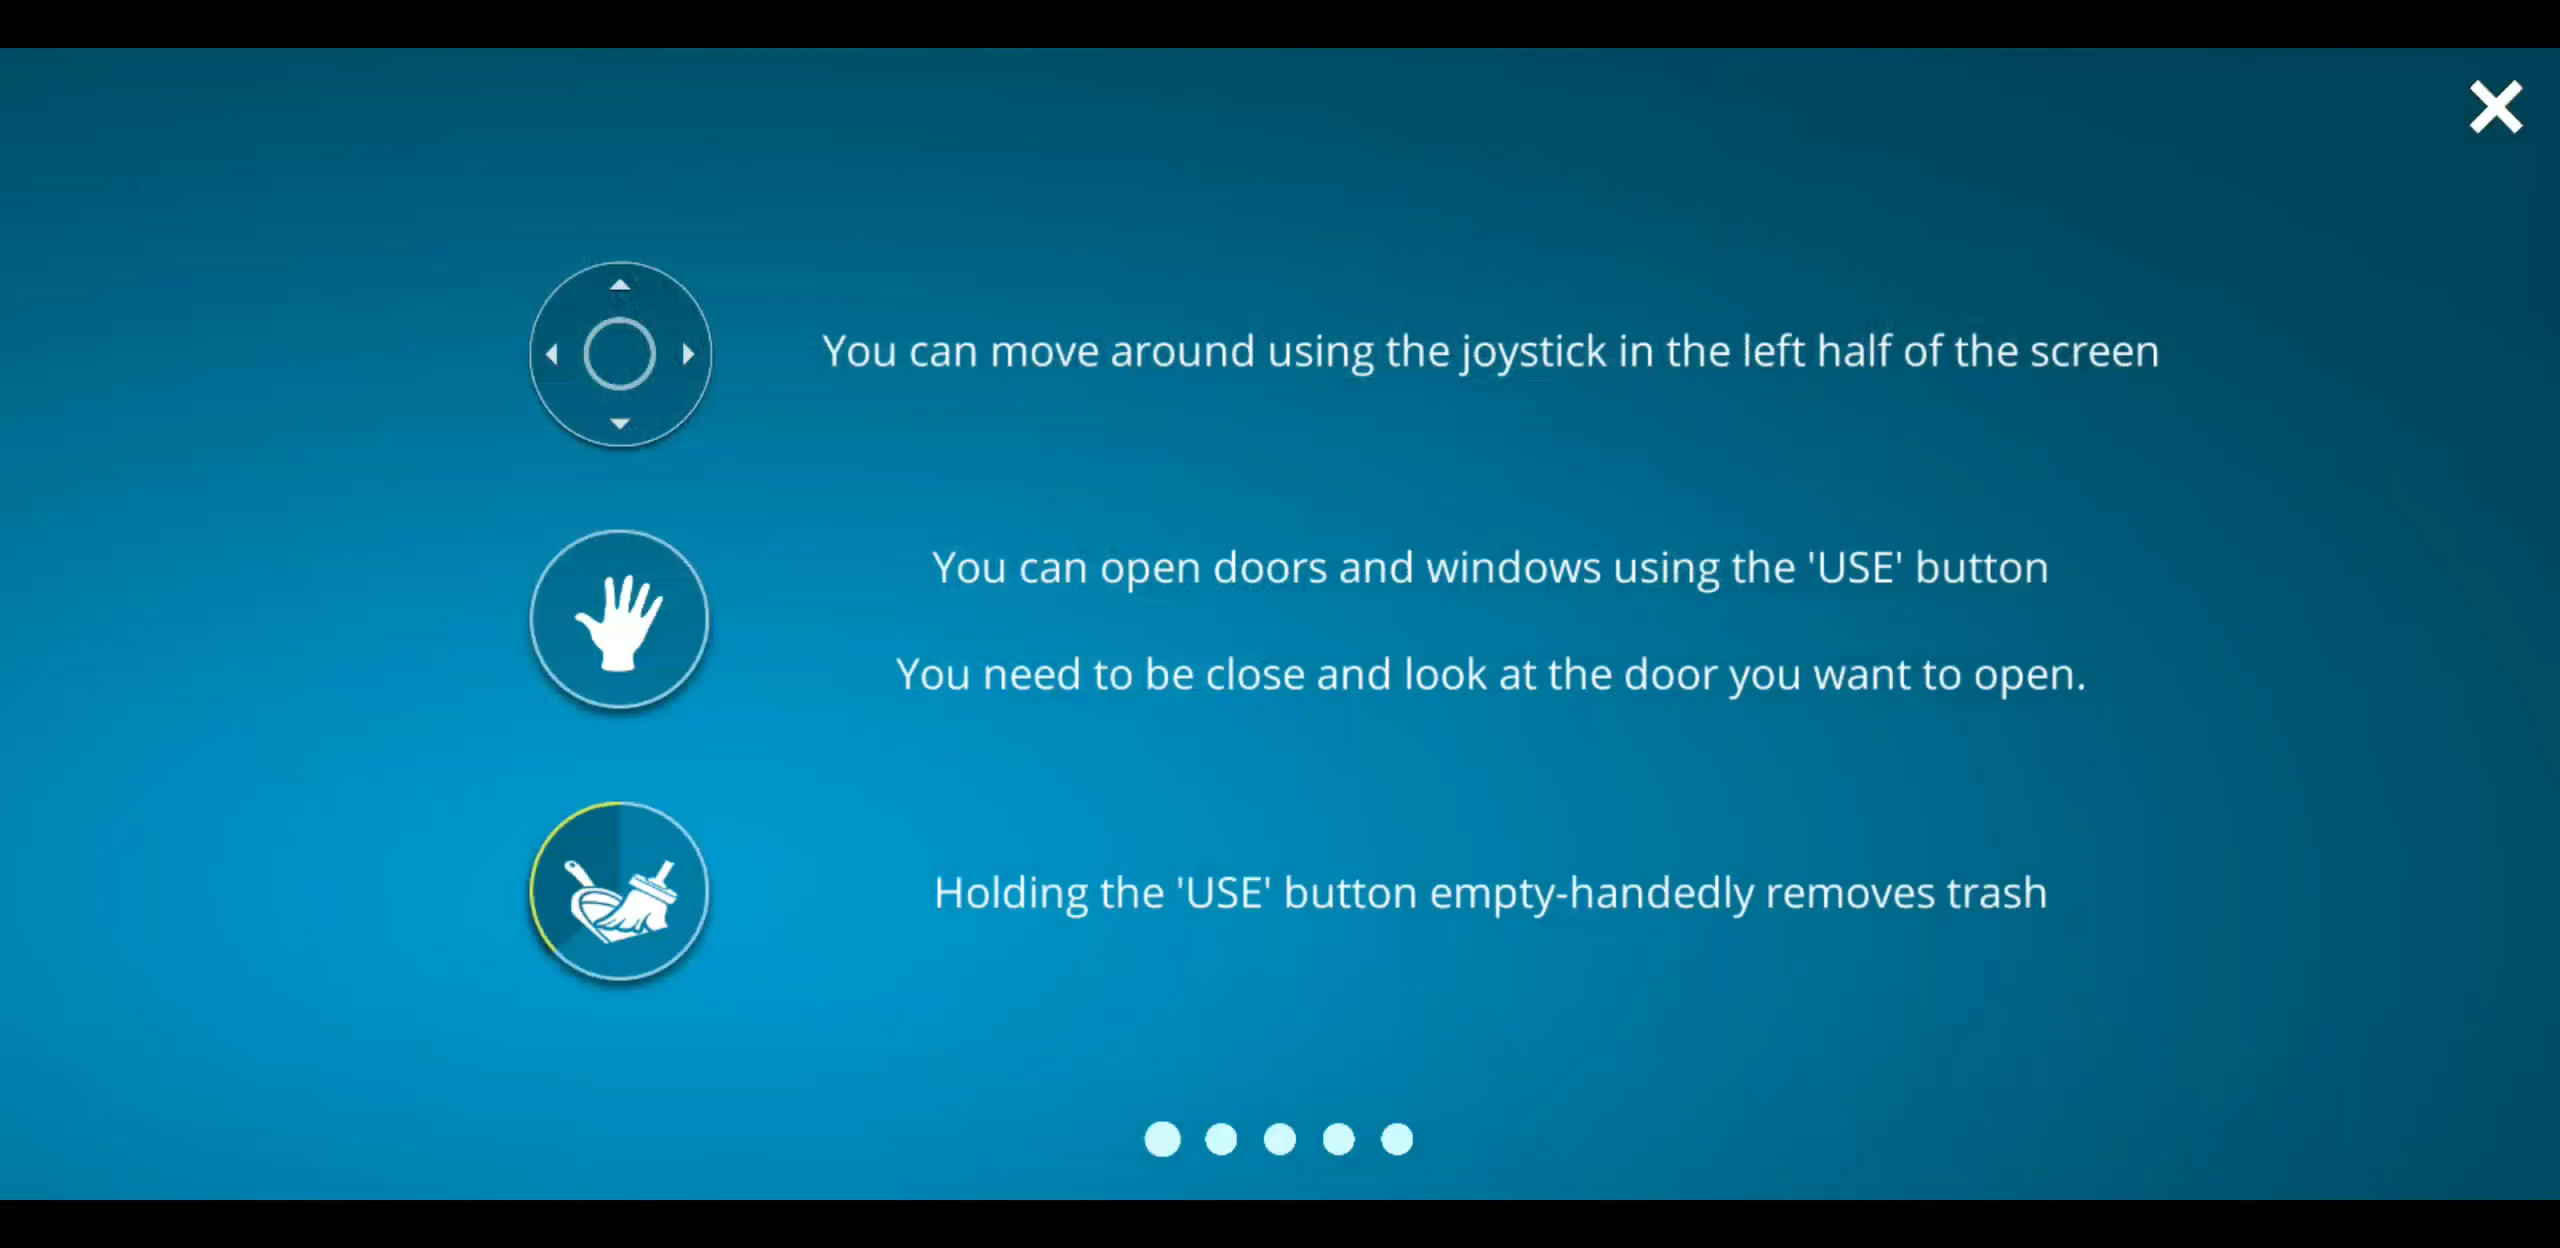 You can move around using the joystick in the left half of the screen
You can open doors and windows using the 'USE' button
You need to be close and look at the door you want to open.
Holding the 'USE' button empty-handedly removes trash